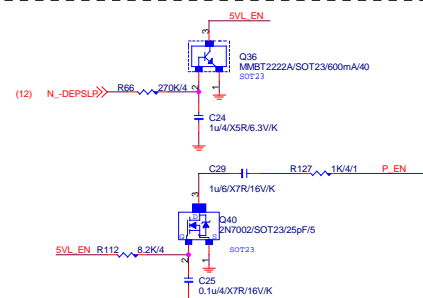 5VL_EN
3
Q36
MMBT2222A/SOT23/600mA/40
SOT23
2
1
(12) N_-DEPSLP
R66 270K/4
C24
1u/4/X5R/6.3V/K
C29
R127 1K/4/1 P_EN
1u/6/X7R/16V/K
3
D
Q40
2N7002/SOT23/25pF/5
G S
SOT23
5VL_EN R112 8.2K/4
2
1
C25
0.1u/4/X7R/16V/K